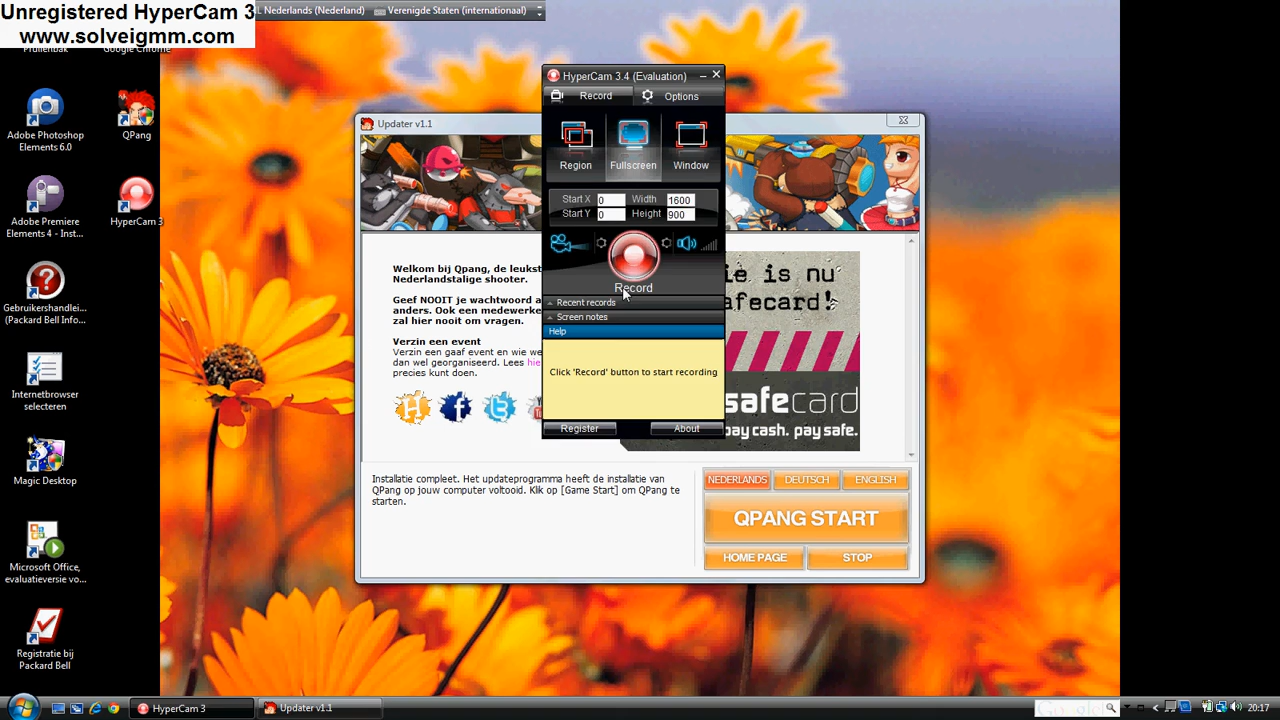 Unregistered HyperCam 3
www.solveigmm.com
Nederlands (Nederland)
Verenigde Staten (internationaal)
Prullenbak
Google Chrome
Adobe Photoshop
Elements 6.0
QPang
Adobe Premiere
Elements 4 - Inst...
HyperCam 3
Gebruikershandlei...
(Packard Bell Info...
Internetbrowser
selecteren
Magic Desktop
Microsoft Office,
evaluatieversie vo...
Registratie bij
Packard Bell
Updater v1.1
HyperCam 3.4 (Evaluation)
Record
Options
Region
Fullscreen
Window
Start X
0
Width
1600
Start Y
0
Height
900
Record
Recent records
Screen notes
Help
Click 'Record' button to start recording
Register
About
Welkom bij Qpang, de leukst
Nederlandstalige shooter.
Geef NOOIT je wachtwoord a
anders. Ook een medewerke
zal hier nooit om vragen.
Verzin een event
Verzin een gaaf event en wie we
dan wel georganiseerd. Lees hie
precies kunt doen.
ie is nu
afecard!
safecard
pay cash. pay safe.
Installatie compleet. Het updateprogramma heeft de installatie van
QPang op jouw computer voltooid. Klik op [Game Start] om QPang te
starten.
NEDERLANDS
DEUTSCH
ENGLISH
QPANG START
HOME PAGE
STOP
HyperCam 3
Updater v1.1
Google
20:17